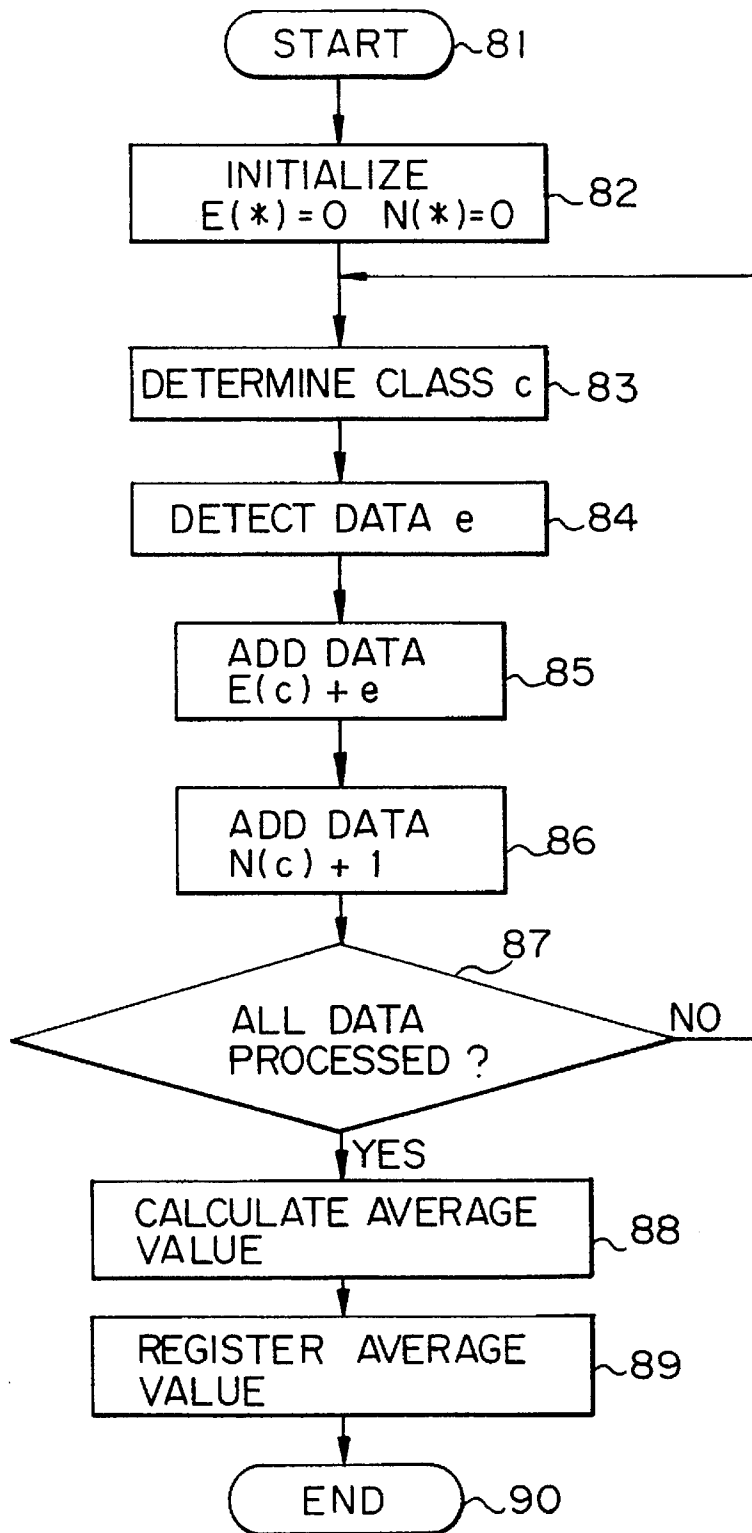 START 81
INITIALIZE
E(*)=0 N(*)=0 82
DETERMINE CLASS c 83
DETECT DATA e 84
ADD DATA
E(c) + e 85
ADD DATA
N(c) + 1 86
87
ALL DATA
PROCESSED ?
NO
YES
CALCULATE AVERAGE
VALUE 88
REGISTER AVERAGE
VALUE 89
END 90